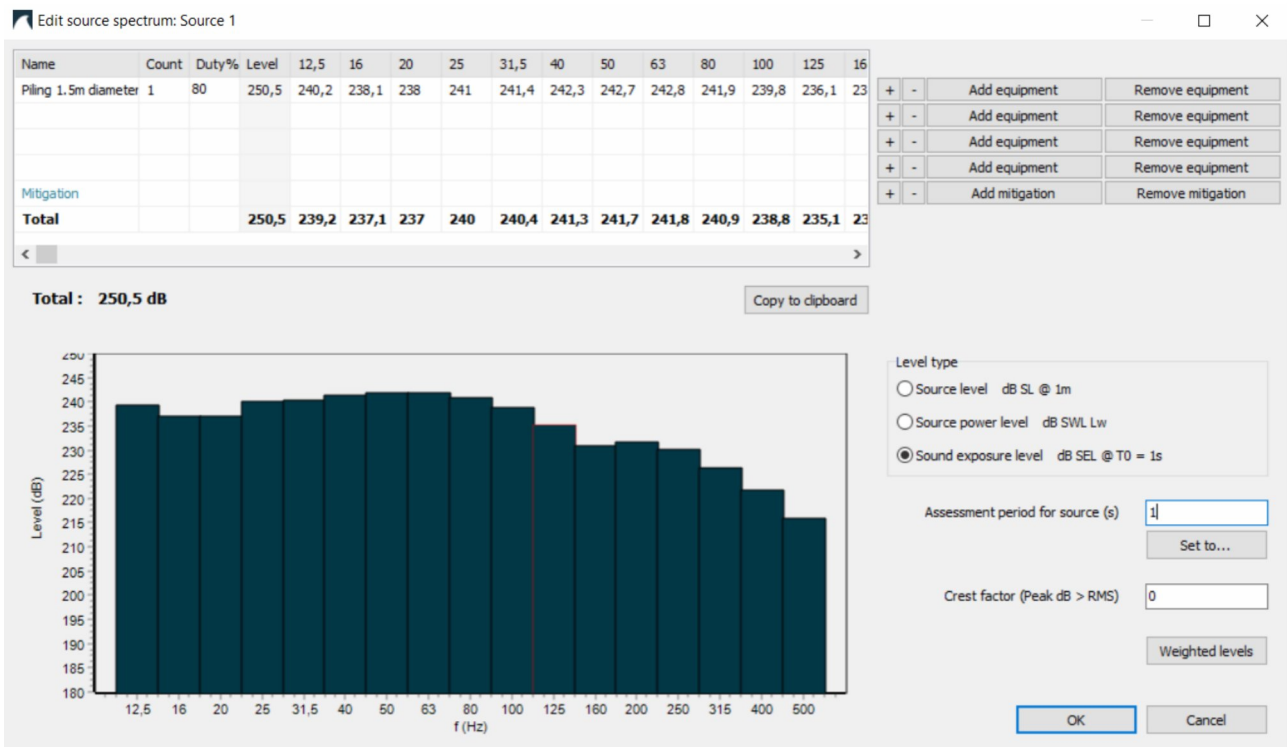 Edit source spectrum: Source 1
Name Count Duty% Level 12,5 16 20 25 31,5 40 50 63 80 100 125 16
Piling 1.5m diameter 1 80 250,5 240,2 238,1 238 241 241,4 242,3 242,7 242,8 241,9 239,8 236,1 23
+ - Add equipment Remove equipment
+ - Add equipment Remove equipment
+ - Add equipment Remove equipment
+ - Add equipment Remove equipment
Mitigation
+ - Add mitigation Remove mitigation
Total 250,5 239,2 237,1 237 240 240,4 241,3 241,7 241,8 240,9 238,8 235,1 23
Total : 250,5 dB
Copy to clipboard
250
245
240
235
230
225
220
215
210
205
200
195
190
185
180
Level (dB)
12,5 16 20 25 31,5 40 50 63 80 100 125 160 200 250 315 400 500
f (Hz)
Level type
Source level dB SL @ 1m
Source power level dB SWL Lw
Sound exposure level dB SEL @ T0 = 1s
Assessment period for source (s) 1
Set to...
Crest factor (Peak dB > RMS) 0
Weighted levels
OK Cancel